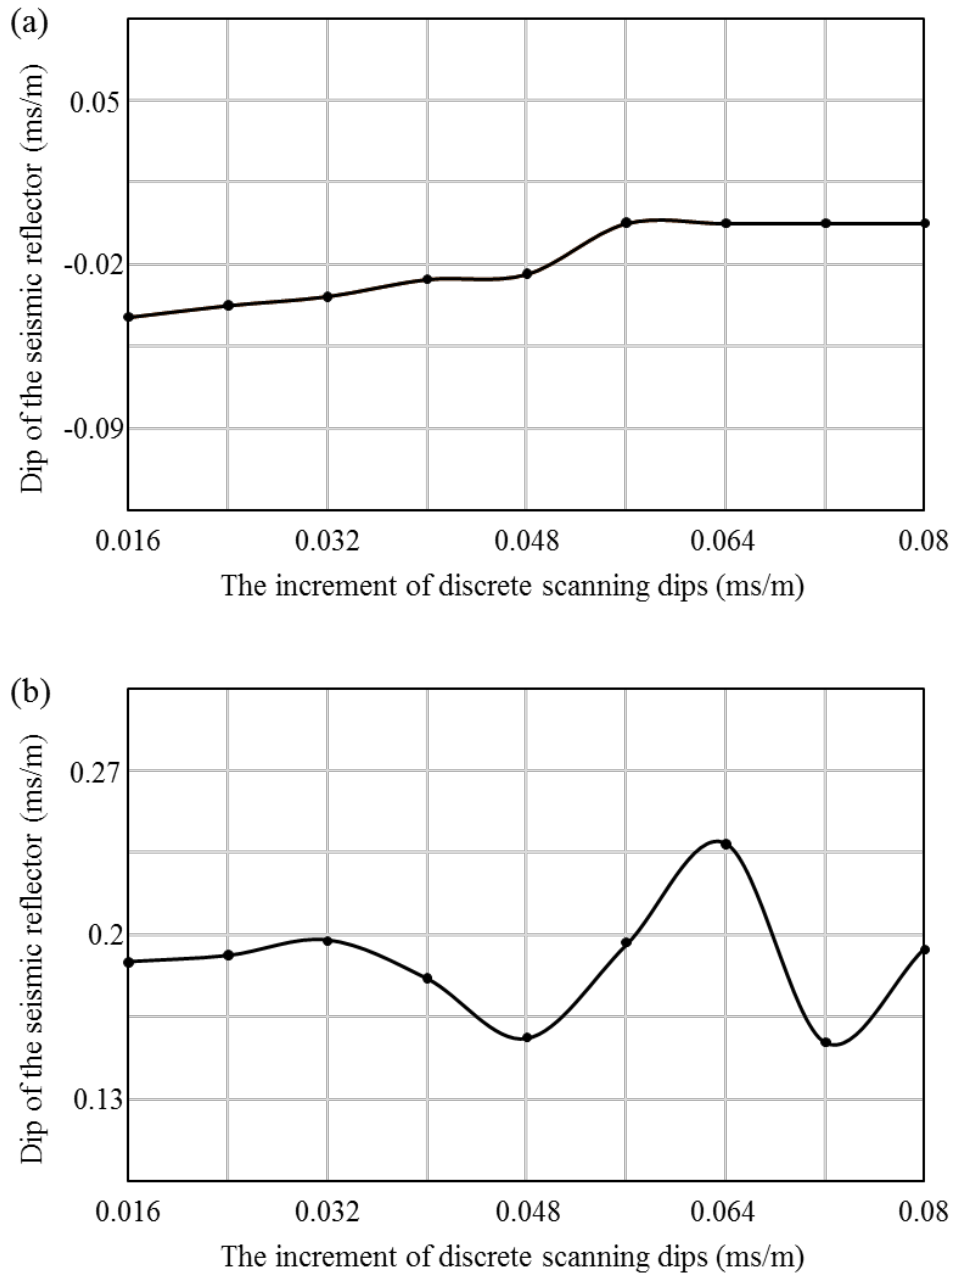 (a)
Dip of the seismic reflector (ms/m)
0.05
-0.02
-0.09
0.016 0.032 0.048 0.064 0.08
The increment of discrete scanning dips (ms/m)
(b)
Dip of the seismic reflector (ms/m)
0.27
0.2
0.13
0.016 0.032 0.048 0.064 0.08
The increment of discrete scanning dips (ms/m)